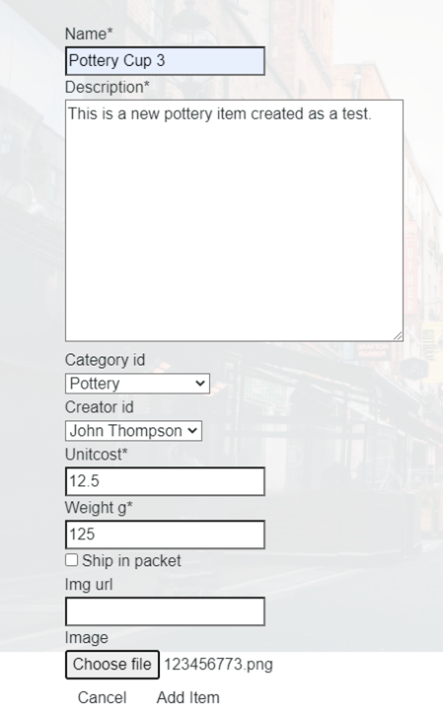 Name*
Pottery Cup 3
Description*
This is a new pottery item created as a test.
Category id
Pottery
Creator id
John Thompson
Unitcost*
12.5
Weight g*
125
Ship in packet
Img url
Image
Choose file 123456773.png
Cancel Add Item